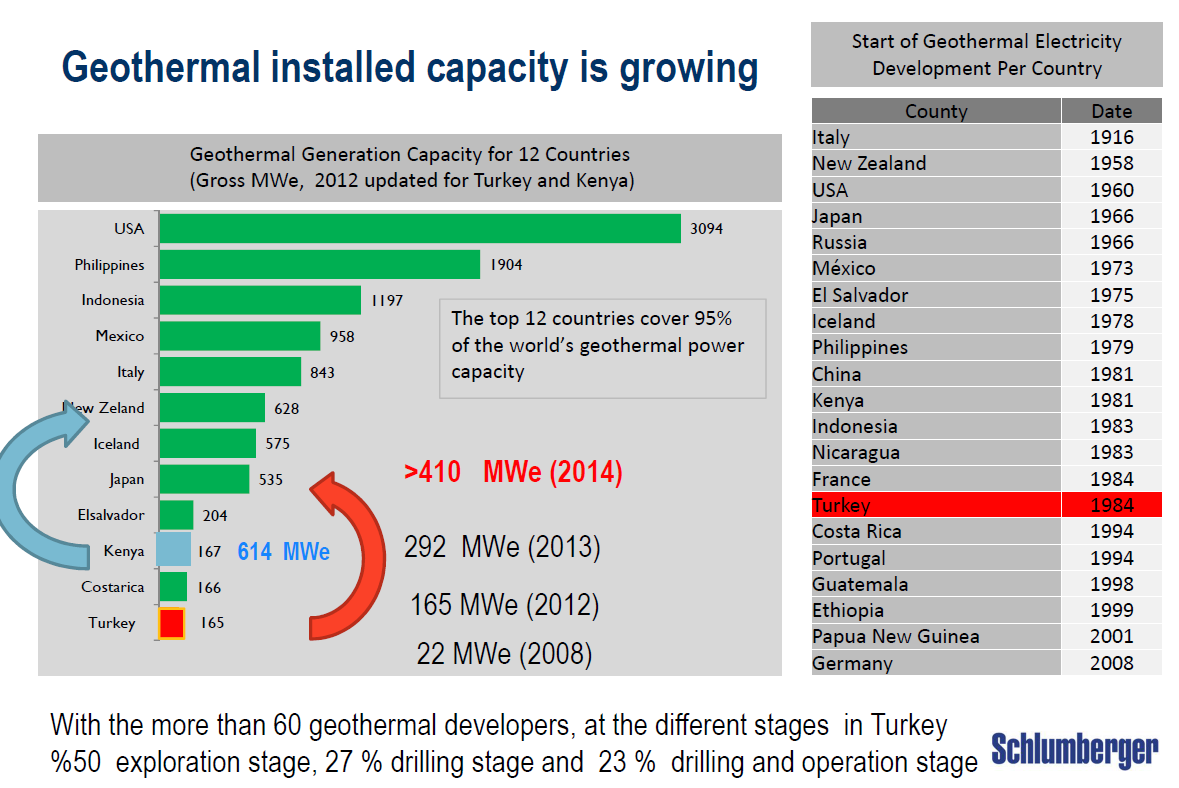 Geothermal installed capacity is growing
Geothermal Generation Capacity for 12 Countries
(Gross MWe, 2012 updated for Turkey and Kenya)
USA 3094
Philippines 1904
Indonesia 1197
Mexico 958
Italy 843
New Zeland 628
Iceland 575
Japan 535
Elsalvador 204
Kenya 167 614 MWe
Costarica 166
Turkey 165
The top 12 countries cover 95%
of the world's geothermal power
capacity
>410 MWe (2014)
292 MWe (2013)
165 MWe (2012)
22 MWe (2008)
Start of Geothermal Electricity
Development Per Country
County Date
Italy 1916
New Zealand 1958
USA 1960
Japan 1966
Russia 1966
México 1973
El Salvador 1975
Iceland 1978
Philippines 1979
China 1981
Kenya 1981
Indonesia 1983
Nicaragua 1983
France 1984
Turkey 1984
Costa Rica 1994
Portugal 1994
Guatemala 1998
Ethiopia 1999
Papua New Guinea 2001
Germany 2008
With the more than 60 geothermal developers, at the different stages in Turkey
%50 exploration stage, 27 % drilling stage and 23 % drilling and operation stage
Schlumberger